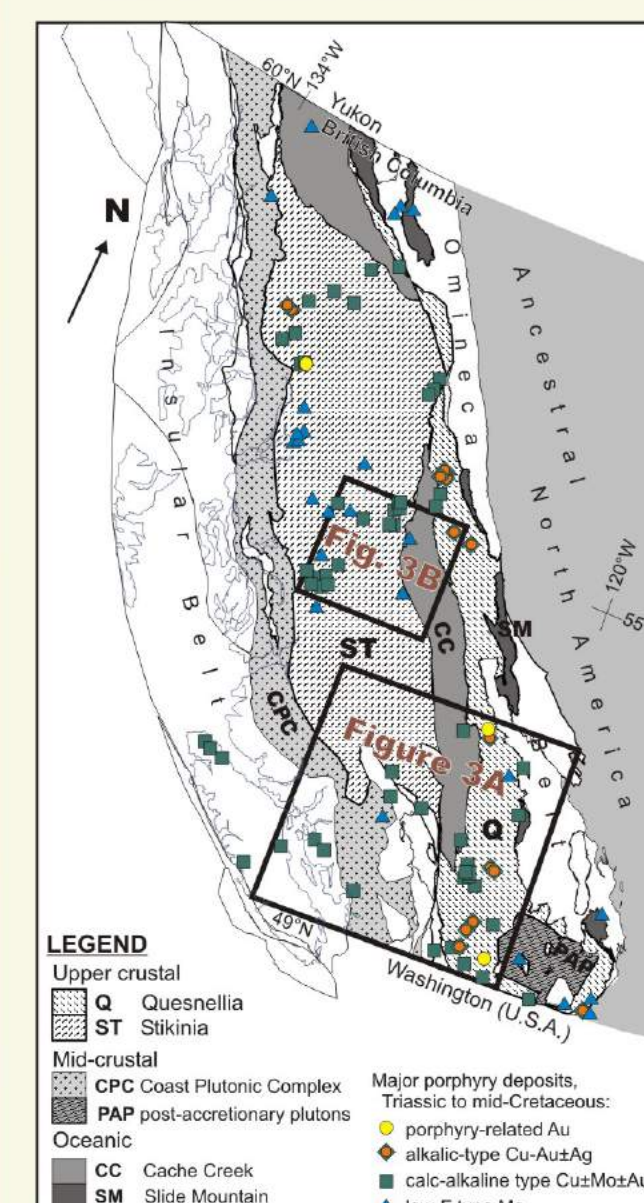 60°N
134°W
Yukon
British Columbia
N
Omineca
Ancestral
North America
Insular Belt
120°W
55
Fig. 3B
CC
SM
ST
CPC
Figure 3A
Belt
Q
49°N
PAP
Washington (U.S.A.)
LEGEND
Upper crustal
Q Quesnellia
ST Stikinia
Mid-crustal
CPC Coast Plutonic Complex
PAP post-accretionary plutons
Oceanic
CC Cache Creek
SM Slide Mountain
Major porphyry deposits,
Triassic to mid-Cretaceous:
porphyry-related Au
alkalic-type Cu-Au±Ag
calc-alkaline type Cu±Mo±Au